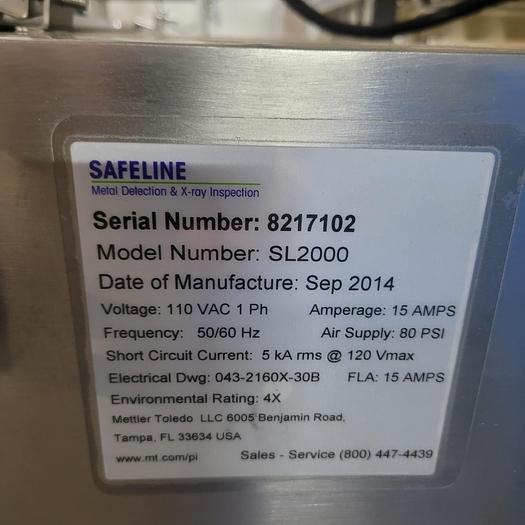 SAFELINE
Metal Detection & X-ray Inspection
Serial Number: 8217102
Model Number: SL2000
Date of Manufacture: Sep 2014
Voltage: 110 VAC 1 Ph Amperage: 15 AMPS
Frequency: 50/60 Hz Air Supply: 80 PSI
Short Circuit Current: 5 kA rms @ 120 Vmax
Electrical Dwg: 043-2160X-30B FLA: 15 AMPS
Environmental Rating: 4X
Mettler Toledo LLC 6005 Benjamin Road,
Tampa, FL 33634 USA
www.mt.com/pi Sales - Service (800) 447-4439